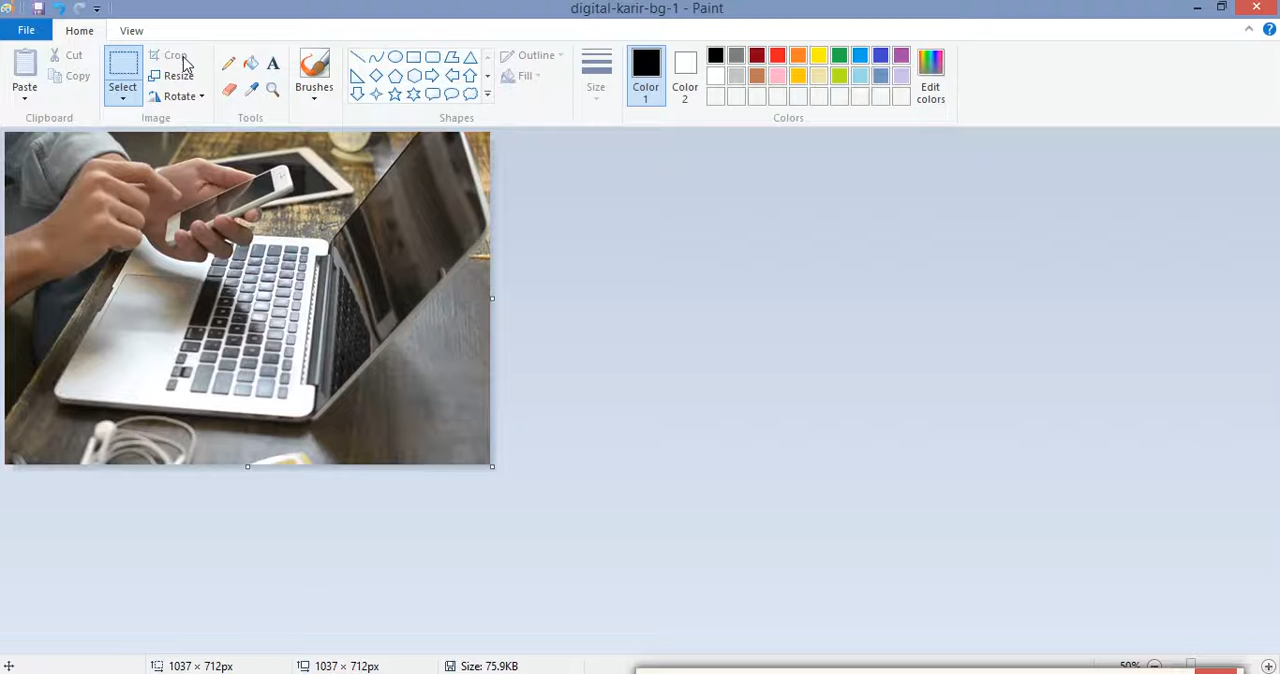 digital-karir-bg-1 - Paint
File Home View
Paste
Cut
Copy
Clipboard
Select
Crop
Resize
Rotate
Image
Tools
Brushes
Shapes
Outline
Fill
Size
Color 1
Color 2
Edit colors
Colors
1037 × 712px
1037 × 712px
Size: 75.9KB
50%